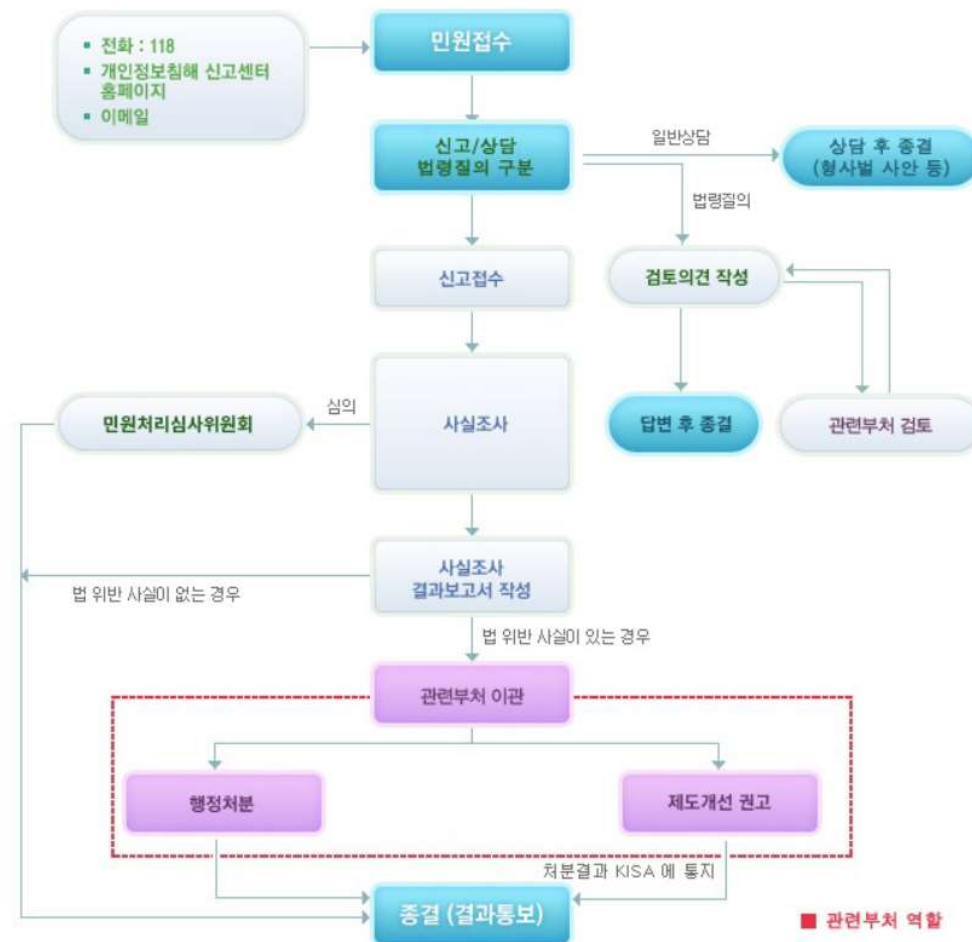 전화 : 118
개인정보침해 신고센터
홈페이지
이메일
민원접수
신고/상담
법령질의 구분
일반상담
상담 후 종결
(형사벌 사안 등)
법령질의
신고접수
검토의견 작성
심의
민원처리심사위원회
사실조사
답변 후 종결
관련부처 검토
사실조사
결과보고서 작성
법 위반 사실이 없는 경우
법 위반 사실이 있는 경우
관련부처 이관
행정처분
제도개선 권고
처분결과 KISA 에 통지
종결 (결과통보)
관련부처 역할